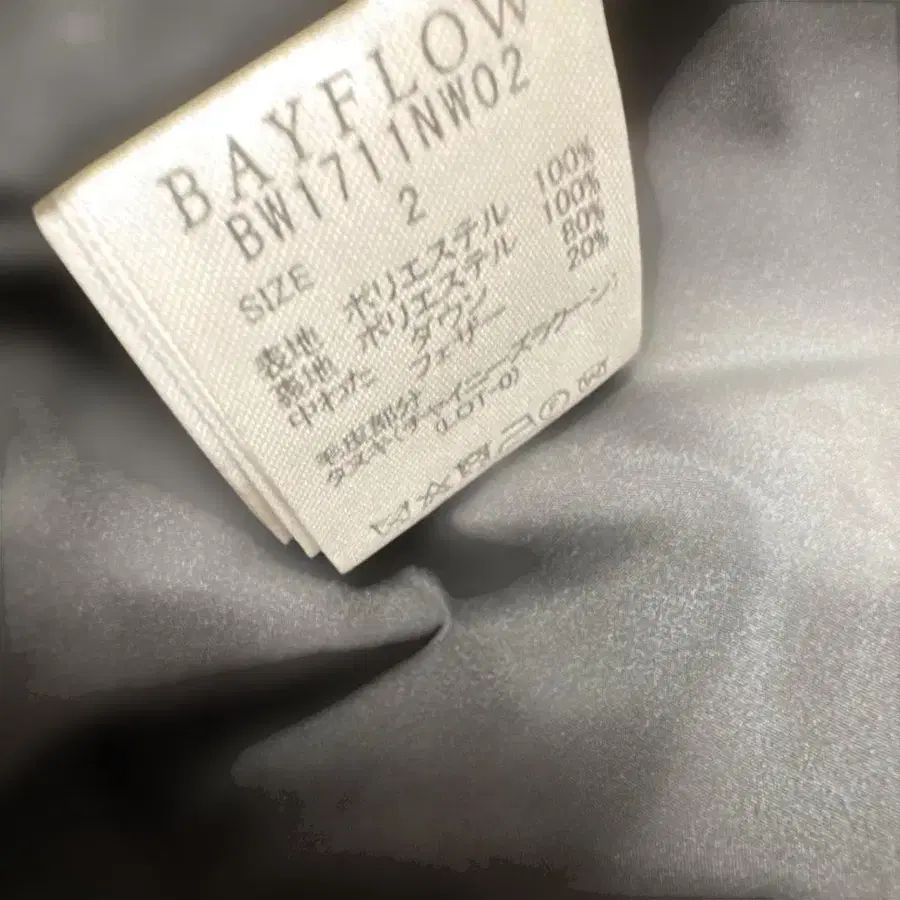 BAYFLOW
BW1711NW02
SIZE 2
表地 ポリエステル 100%
裏地 ポリエステル 100%
中わた ダウン 80%
フェザー 20%
毛皮部分
タヌキ(チャイニーズラクーン)
(LOT-0)